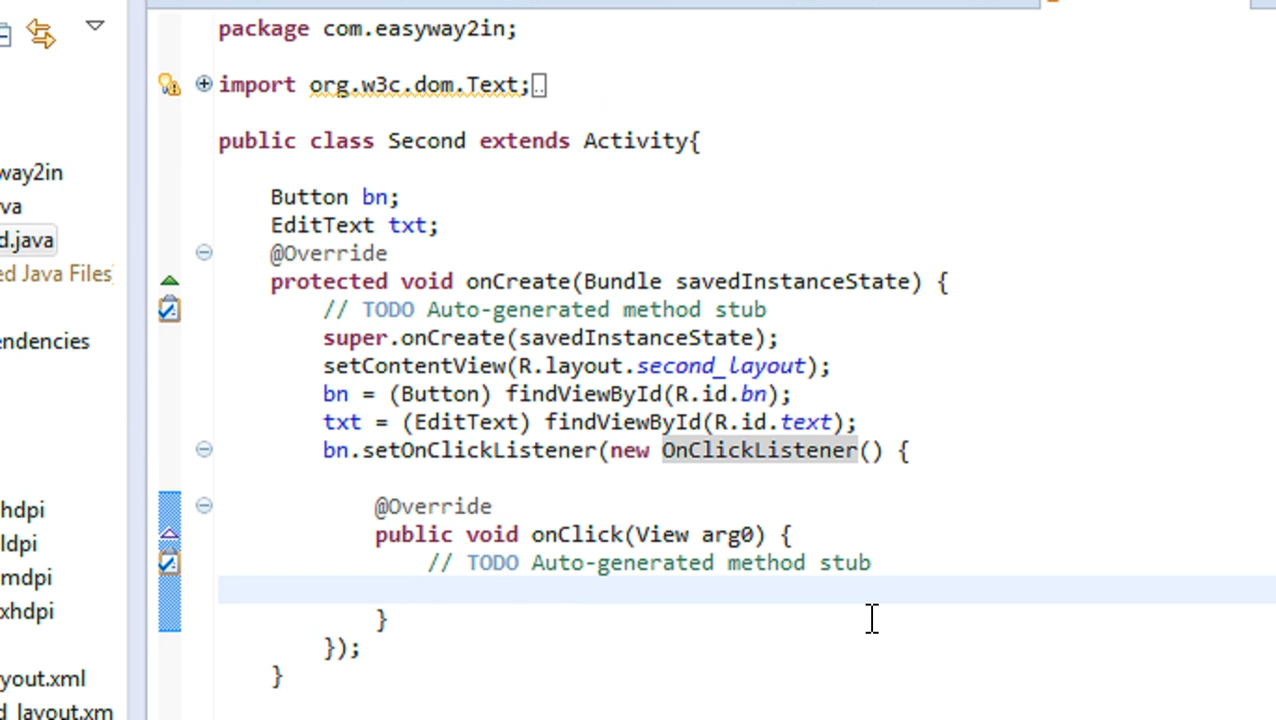 package com.easyway2in;
import org.w3c.dom.Text;
public class Second extends Activity{
Button bn;
EditText txt;
@Override
protected void onCreate(Bundle savedInstanceState) {
// TODO Auto-generated method stub
super.onCreate(savedInstanceState);
setContentView(R.layout.second_layout);
bn = (Button) findViewById(R.id.bn);
txt = (EditText) findViewById(R.id.text);
bn.setOnClickListener(new OnClickListener() {
@Override
public void onClick(View arg0) {
// TODO Auto-generated method stub
}
});
}
way2in
va
d.java
ed Java Files
endencies
hdpi
ldpi
mdpi
xhdpi
yout.xml
d_layout.xm